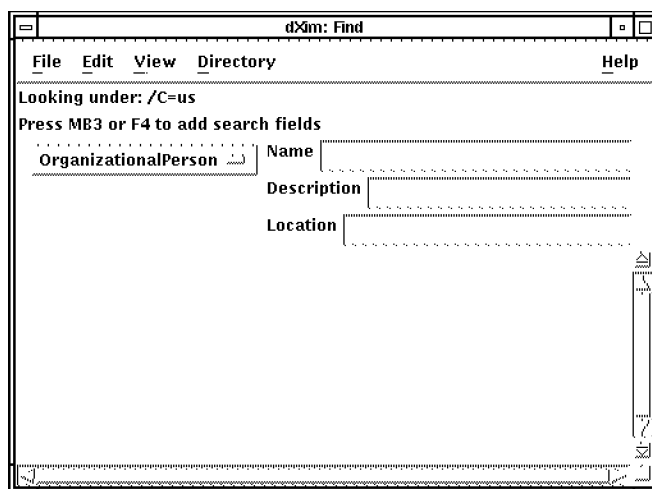 dXim: Find
File Edit View Directory Help
Looking under: /C=us
Press MB3 or F4 to add search fields
OrganizationalPerson Name
Description
Location